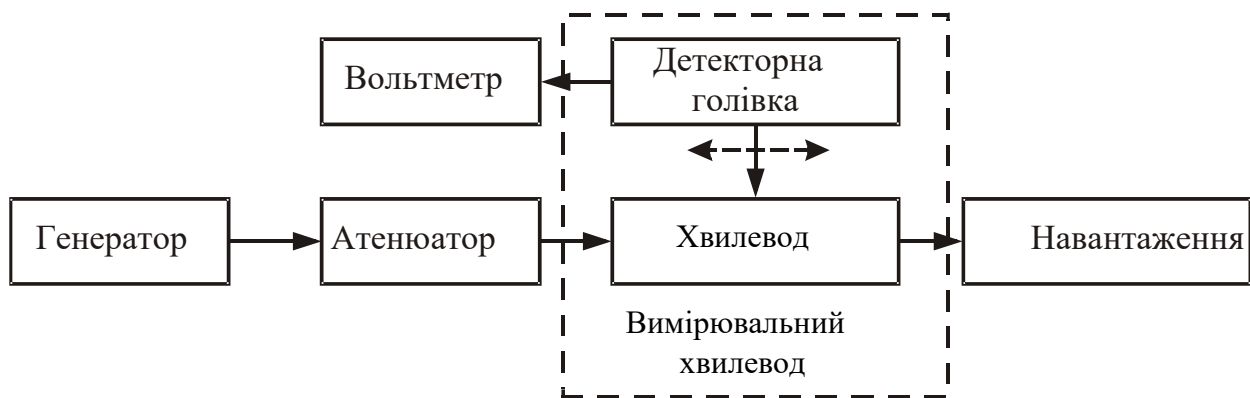 Вольтметр
Детекторна
голівка
Генератор
Атенюатор
Хвилевод
Навантаження
Вимірювальний
хвилевод